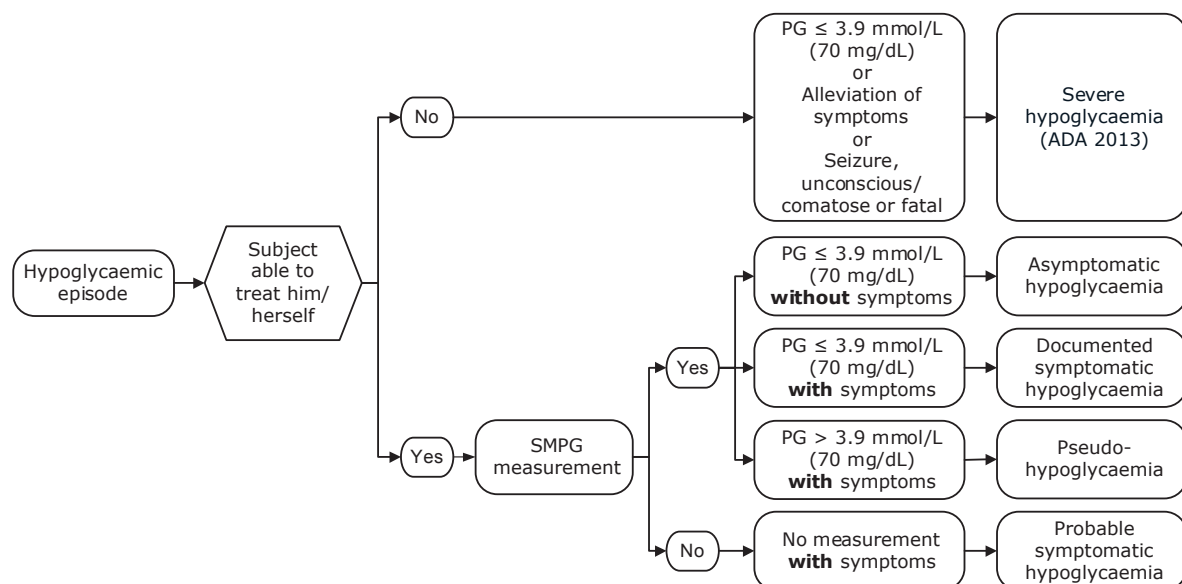 Hypoglycaemic
episode
Subject
able to
treat him/
herself
No
PG ≤ 3.9 mmol/L
(70 mg/dL)
or
Alleviation of
symptoms
or
Seizure,
unconscious/
comatose or fatal
Severe
hypoglycaemia
(ADA 2013)
Yes
SMPG
measurement
Yes
PG ≤ 3.9 mmol/L
(70 mg/dL)
without symptoms
Asymptomatic
hypoglycaemia
PG ≤ 3.9 mmol/L
(70 mg/dL)
with symptoms
Documented
symptomatic
hypoglycaemia
PG > 3.9 mmol/L
(70 mg/dL)
with symptoms
Pseudo-
hypoglycaemia
No
No measurement
with symptoms
Probable
symptomatic
hypoglycaemia